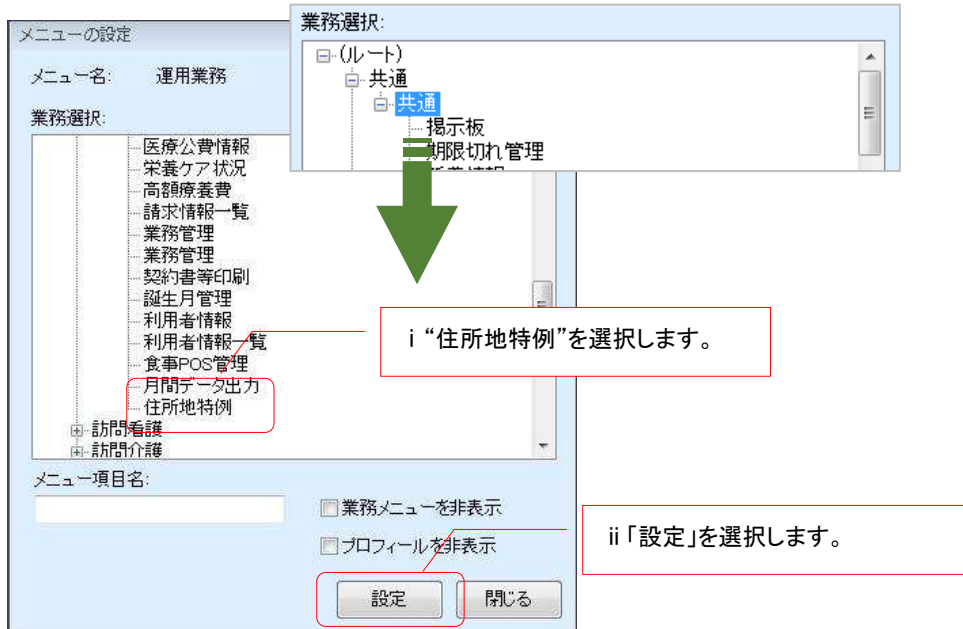 メニューの設定
メニュー名: 運用業務
業務選択:
医療公費情報
栄養ケア状況
高額療養費
請求情報一覧
業務管理
業務管理
契約書等印刷
誕生月管理
利用者情報
利用者情報一覧
食事POS管理
月間データ出力
住所地特例
訪問看護
訪問介護
メニュー項目名:
業務メニューを非表示
プロフィールを非表示
設定
閉じる
業務選択:
(ルート)
共通
共通
掲示板
期限切れ管理
ⅰ “住所地特例”を選択します。
ⅱ「設定」を選択します。